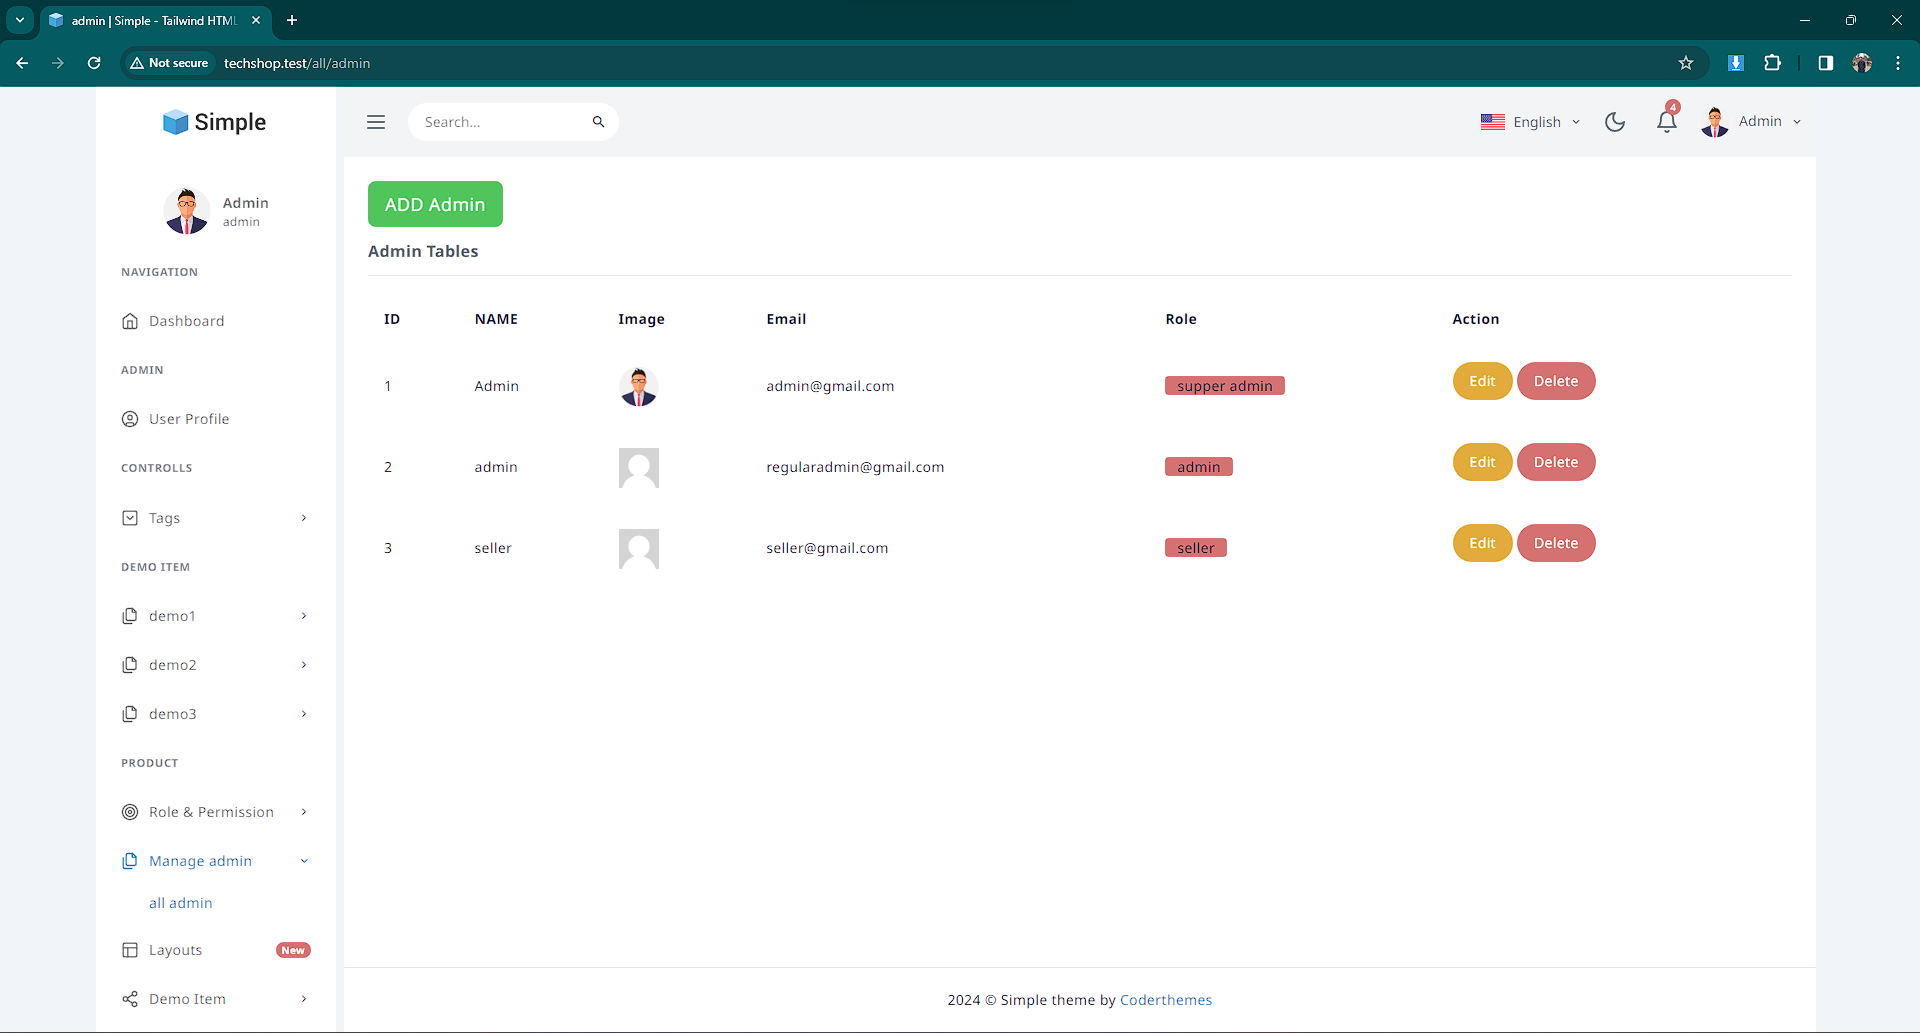 admin | Simple - Tailwind HTML
Not secure
techshop.test/all/admin
Simple
Search...
English
4
Admin
Admin
admin
NAVIGATION
Dashboard
ADMIN
User Profile
CONTROLLS
Tags
DEMO ITEM
demo1
demo2
demo3
PRODUCT
Role & Permission
Manage admin
all admin
Layouts New
Demo Item
ADD Admin
Admin Tables
ID NAME Image Email Role Action
1 Admin admin@gmail.com supper admin Edit Delete
2 admin regularadmin@gmail.com admin Edit Delete
3 seller seller@gmail.com seller Edit Delete
2024 © Simple theme by Coderthemes